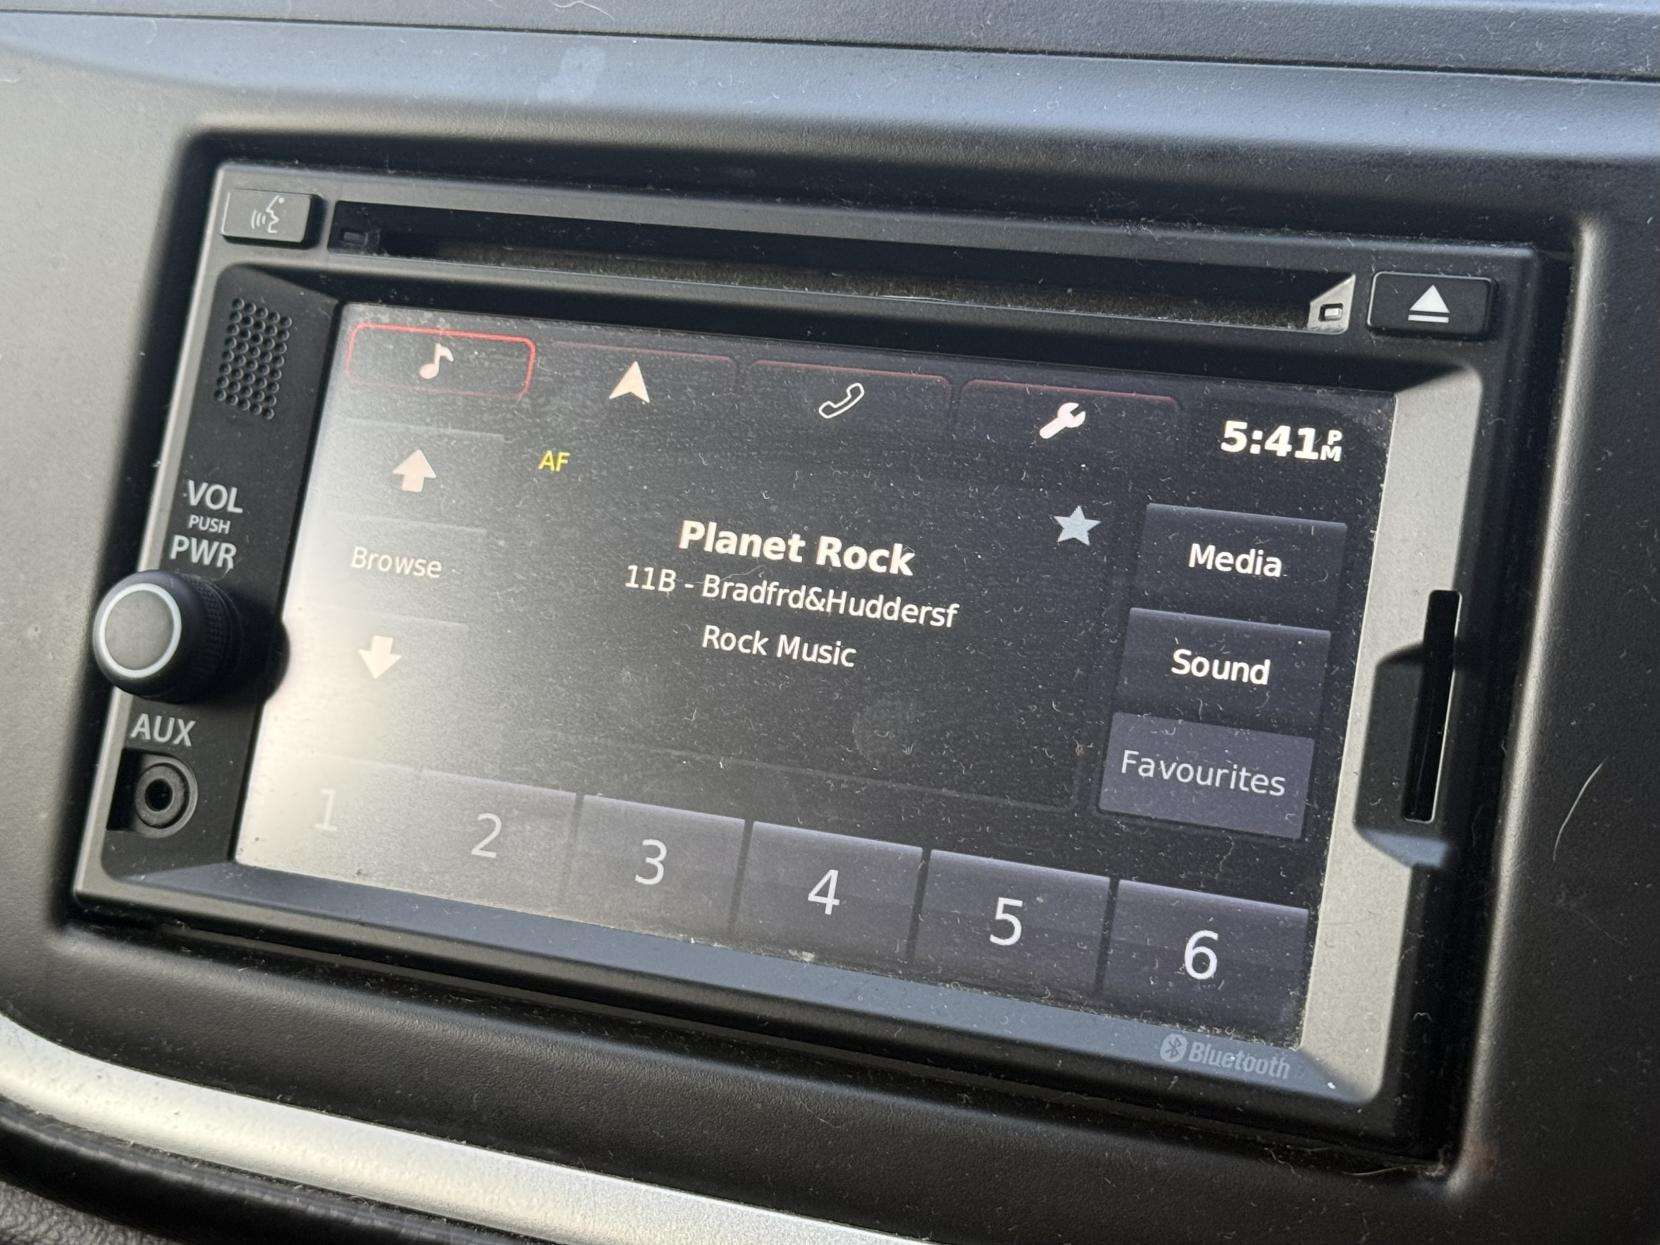 5:41PM
AF
Planet Rock
11B - Bradfrd&Huddersf
Rock Music
Browse
Media
Sound
Favourites
VOL
PUSH
PWR
AUX
1 2 3 4 5 6
Bluetooth